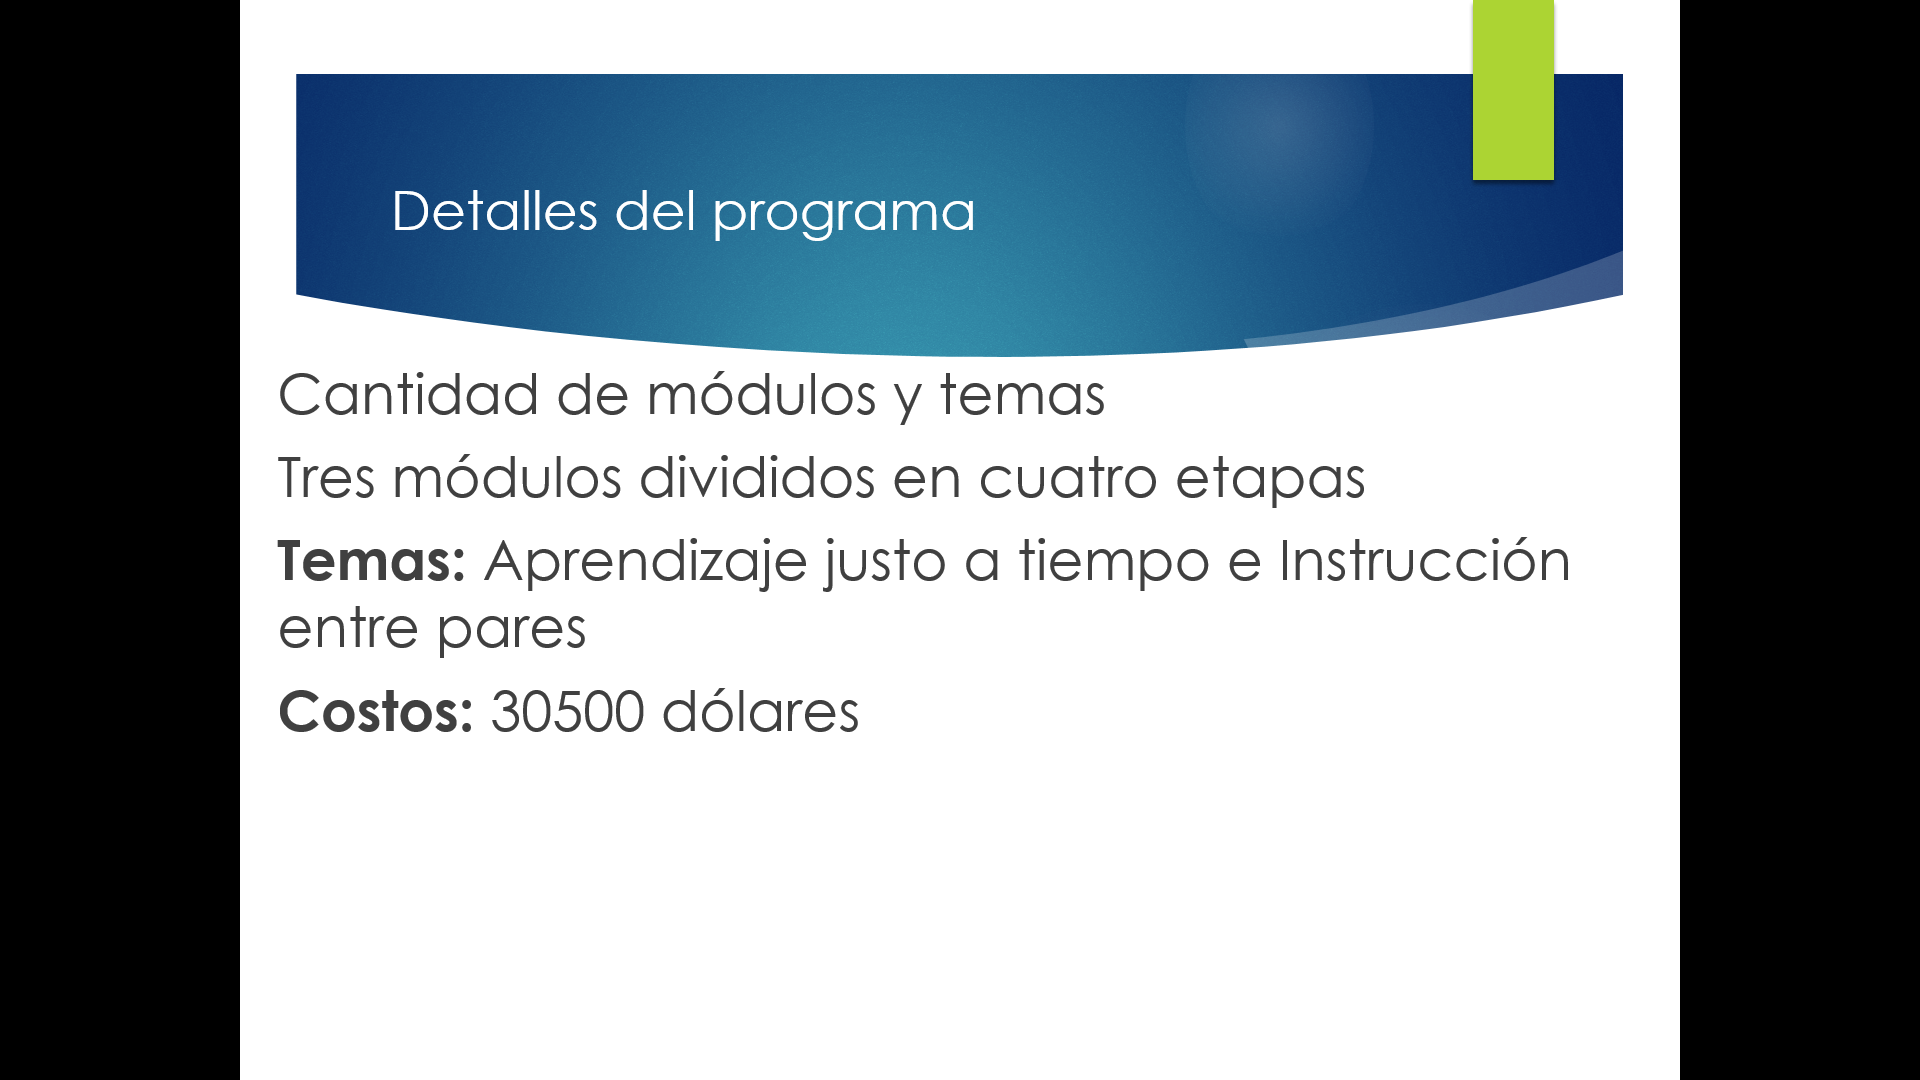 Detalles del programa
Cantidad de módulos y temas
Tres módulos divididos en cuatro etapas
Temas: Aprendizaje justo a tiempo e Instrucción
entre pares
Costos: 30500 dólares